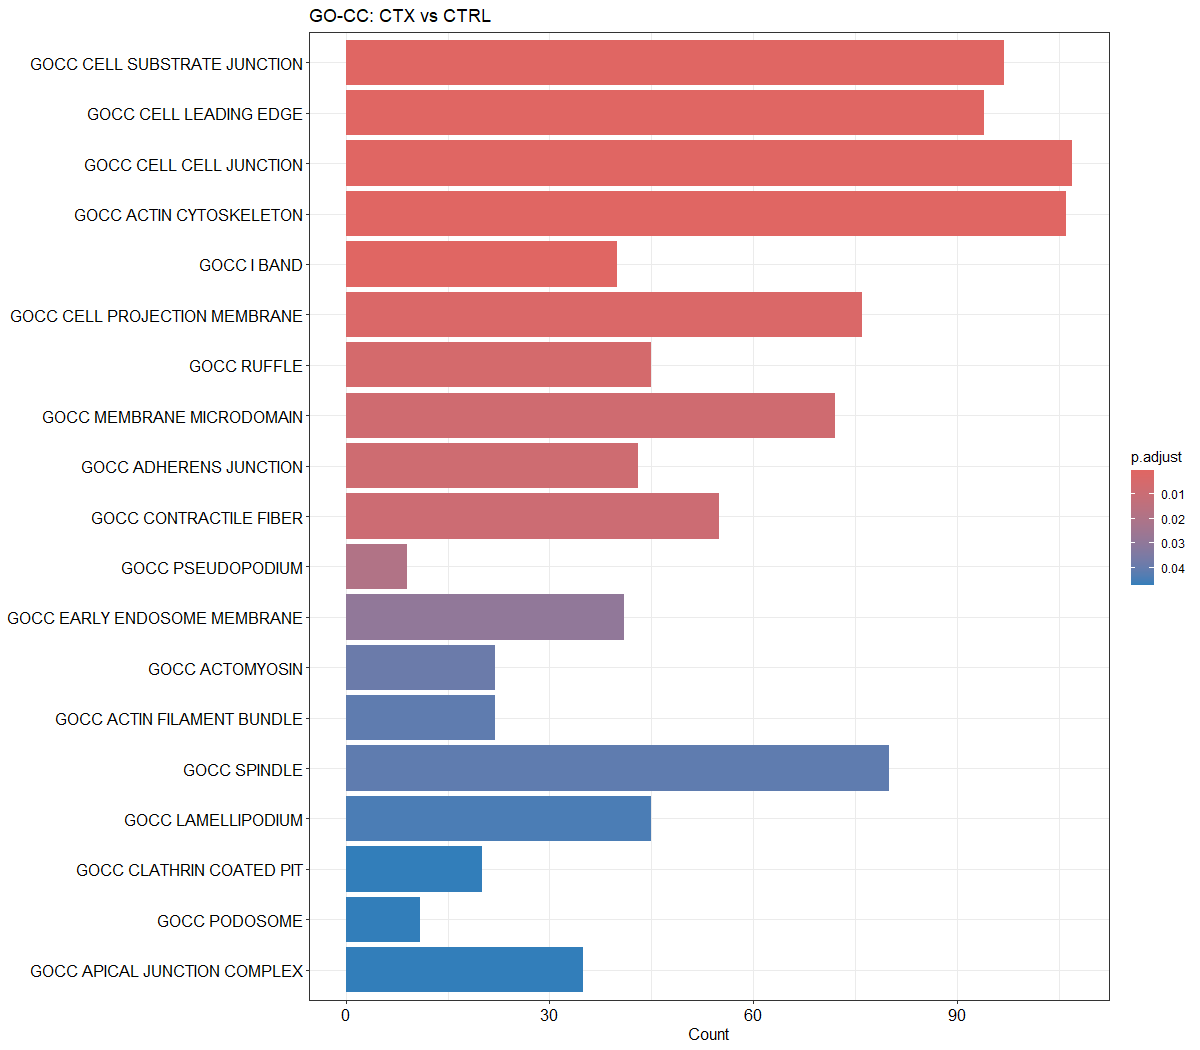 GO-CC: CTX vs CTRL
GOCC CELL SUBSTRATE JUNCTION
GOCC CELL LEADING EDGE
GOCC CELL CELL JUNCTION
GOCC ACTIN CYTOSKELETON
GOCC I BAND
GOCC CELL PROJECTION MEMBRANE
GOCC RUFFLE
GOCC MEMBRANE MICRODOMAIN
GOCC ADHERENS JUNCTION
GOCC CONTRACTILE FIBER
GOCC PSEUDOPODIUM
GOCC EARLY ENDOSOME MEMBRANE
GOCC ACTOMYOSIN
GOCC ACTIN FILAMENT BUNDLE
GOCC SPINDLE
GOCC LAMELLIPODIUM
GOCC CLATHRIN COATED PIT
GOCC PODOSOME
GOCC APICAL JUNCTION COMPLEX
0 30 60 90
Count
p.adjust
0.01
0.02
0.03
0.04